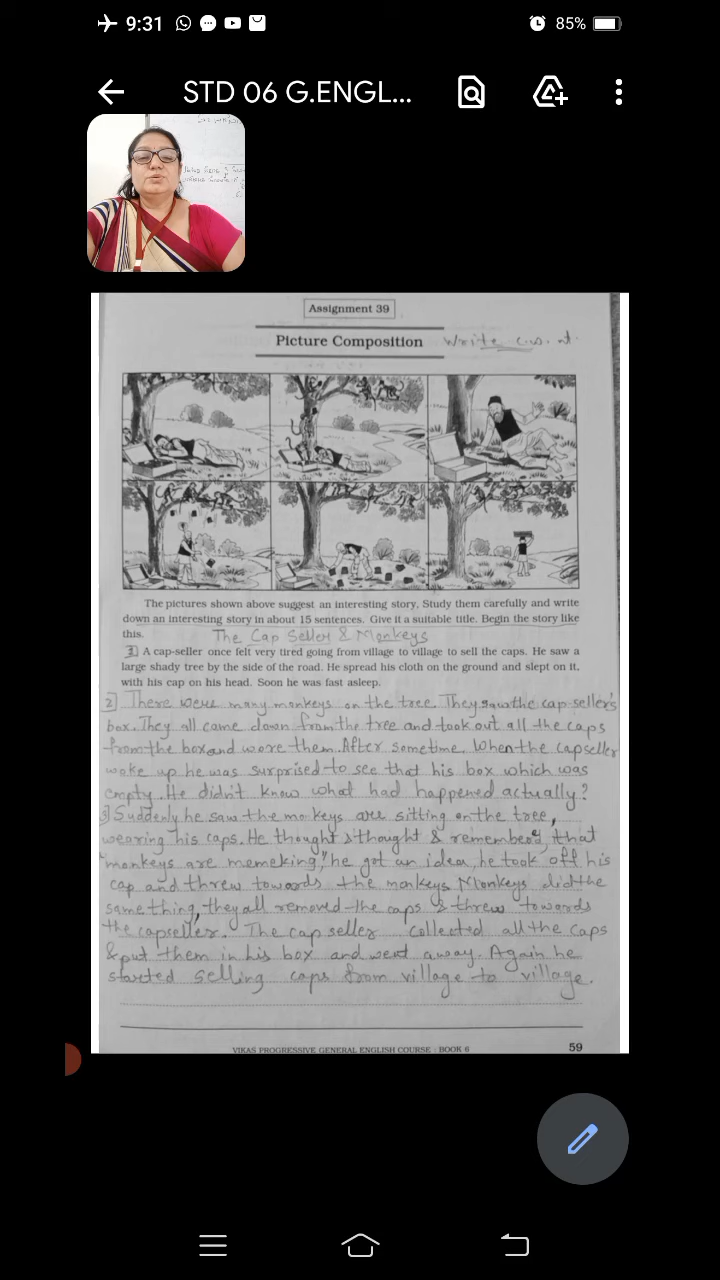 9:31
85%
STD 06 G.ENGL...
Assignment 39
Picture Composition Write c.w. nt.
The pictures shown above suggest an interesting story. Study them carefully and write
down an interesting story in about 15 sentences. Give it a suitable title. Begin the story like
this. The Cap Seller & Monkeys
1 A cap-seller once felt very tired going from village to village to sell the caps. He saw a
large shady tree by the side of the road. He spread his cloth on the ground and slept on it,
with his cap on his head. Soon he was fast asleep.
2 There were many monkeys on the tree. They saw the cap-seller's
box. They all came down from the tree and took out all the caps
from the box and wore them. After sometime. When the capseller
woke up he was surprised to see that his box which was
empty. He didn't know what had happened actually?
3 Suddenly he saw the monkeys are sitting on the tree,
wearing his caps. He thought & thought & remembered that
"monkeys are memeking", he got an idea, he took off his
cap and threw towards the monkeys Monkeys did the
same thing, they all removed the caps & threw towards
the capseller. The cap seller collected all the caps
& put them in his box and went away. Again he
started selling caps from village to village.
VIKAS PROGRESSIVE GENERAL ENGLISH COURSE : BOOK 6 59